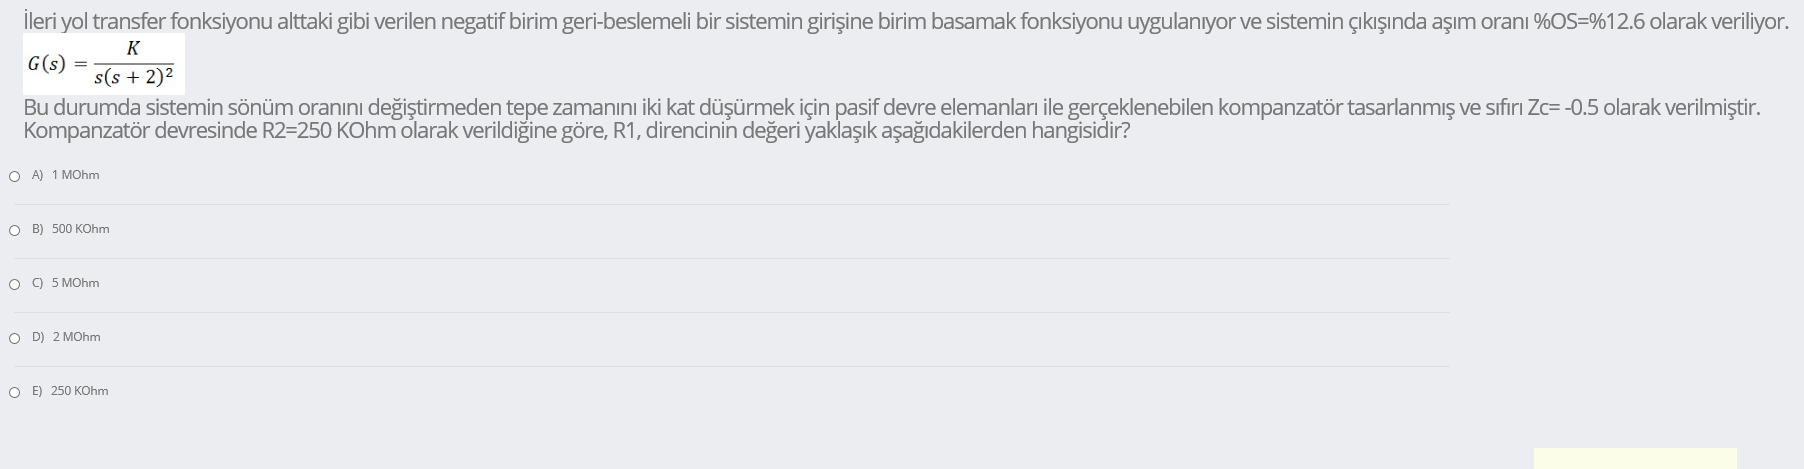 İleri yol transfer fonksiyonu alttaki gibi verilen negatif birim geri-beslemeli bir sistemin girişine birim basamak fonksiyonu uygulanıyor ve sistemin çıkışında aşım oranı %OS=%12.6 olarak veriliyor.
G(s) = K / s(s + 2)²
Bu durumda sistemin sönüm oranını değiştirmeden tepe zamanını iki kat düşürmek için pasif devre elemanları ile gerçeklenebilen kompanzatör tasarlanmış ve sıfırı Zc= -0.5 olarak verilmiştir.
Kompanzatör devresinde R2=250 KOhm olarak verildiğine göre, R1, direncinin değeri yaklaşık aşağıdakilerden hangisidir?
A) 1 MOhm
B) 500 KOhm
C) 5 MOhm
D) 2 MOhm
E) 250 KOhm